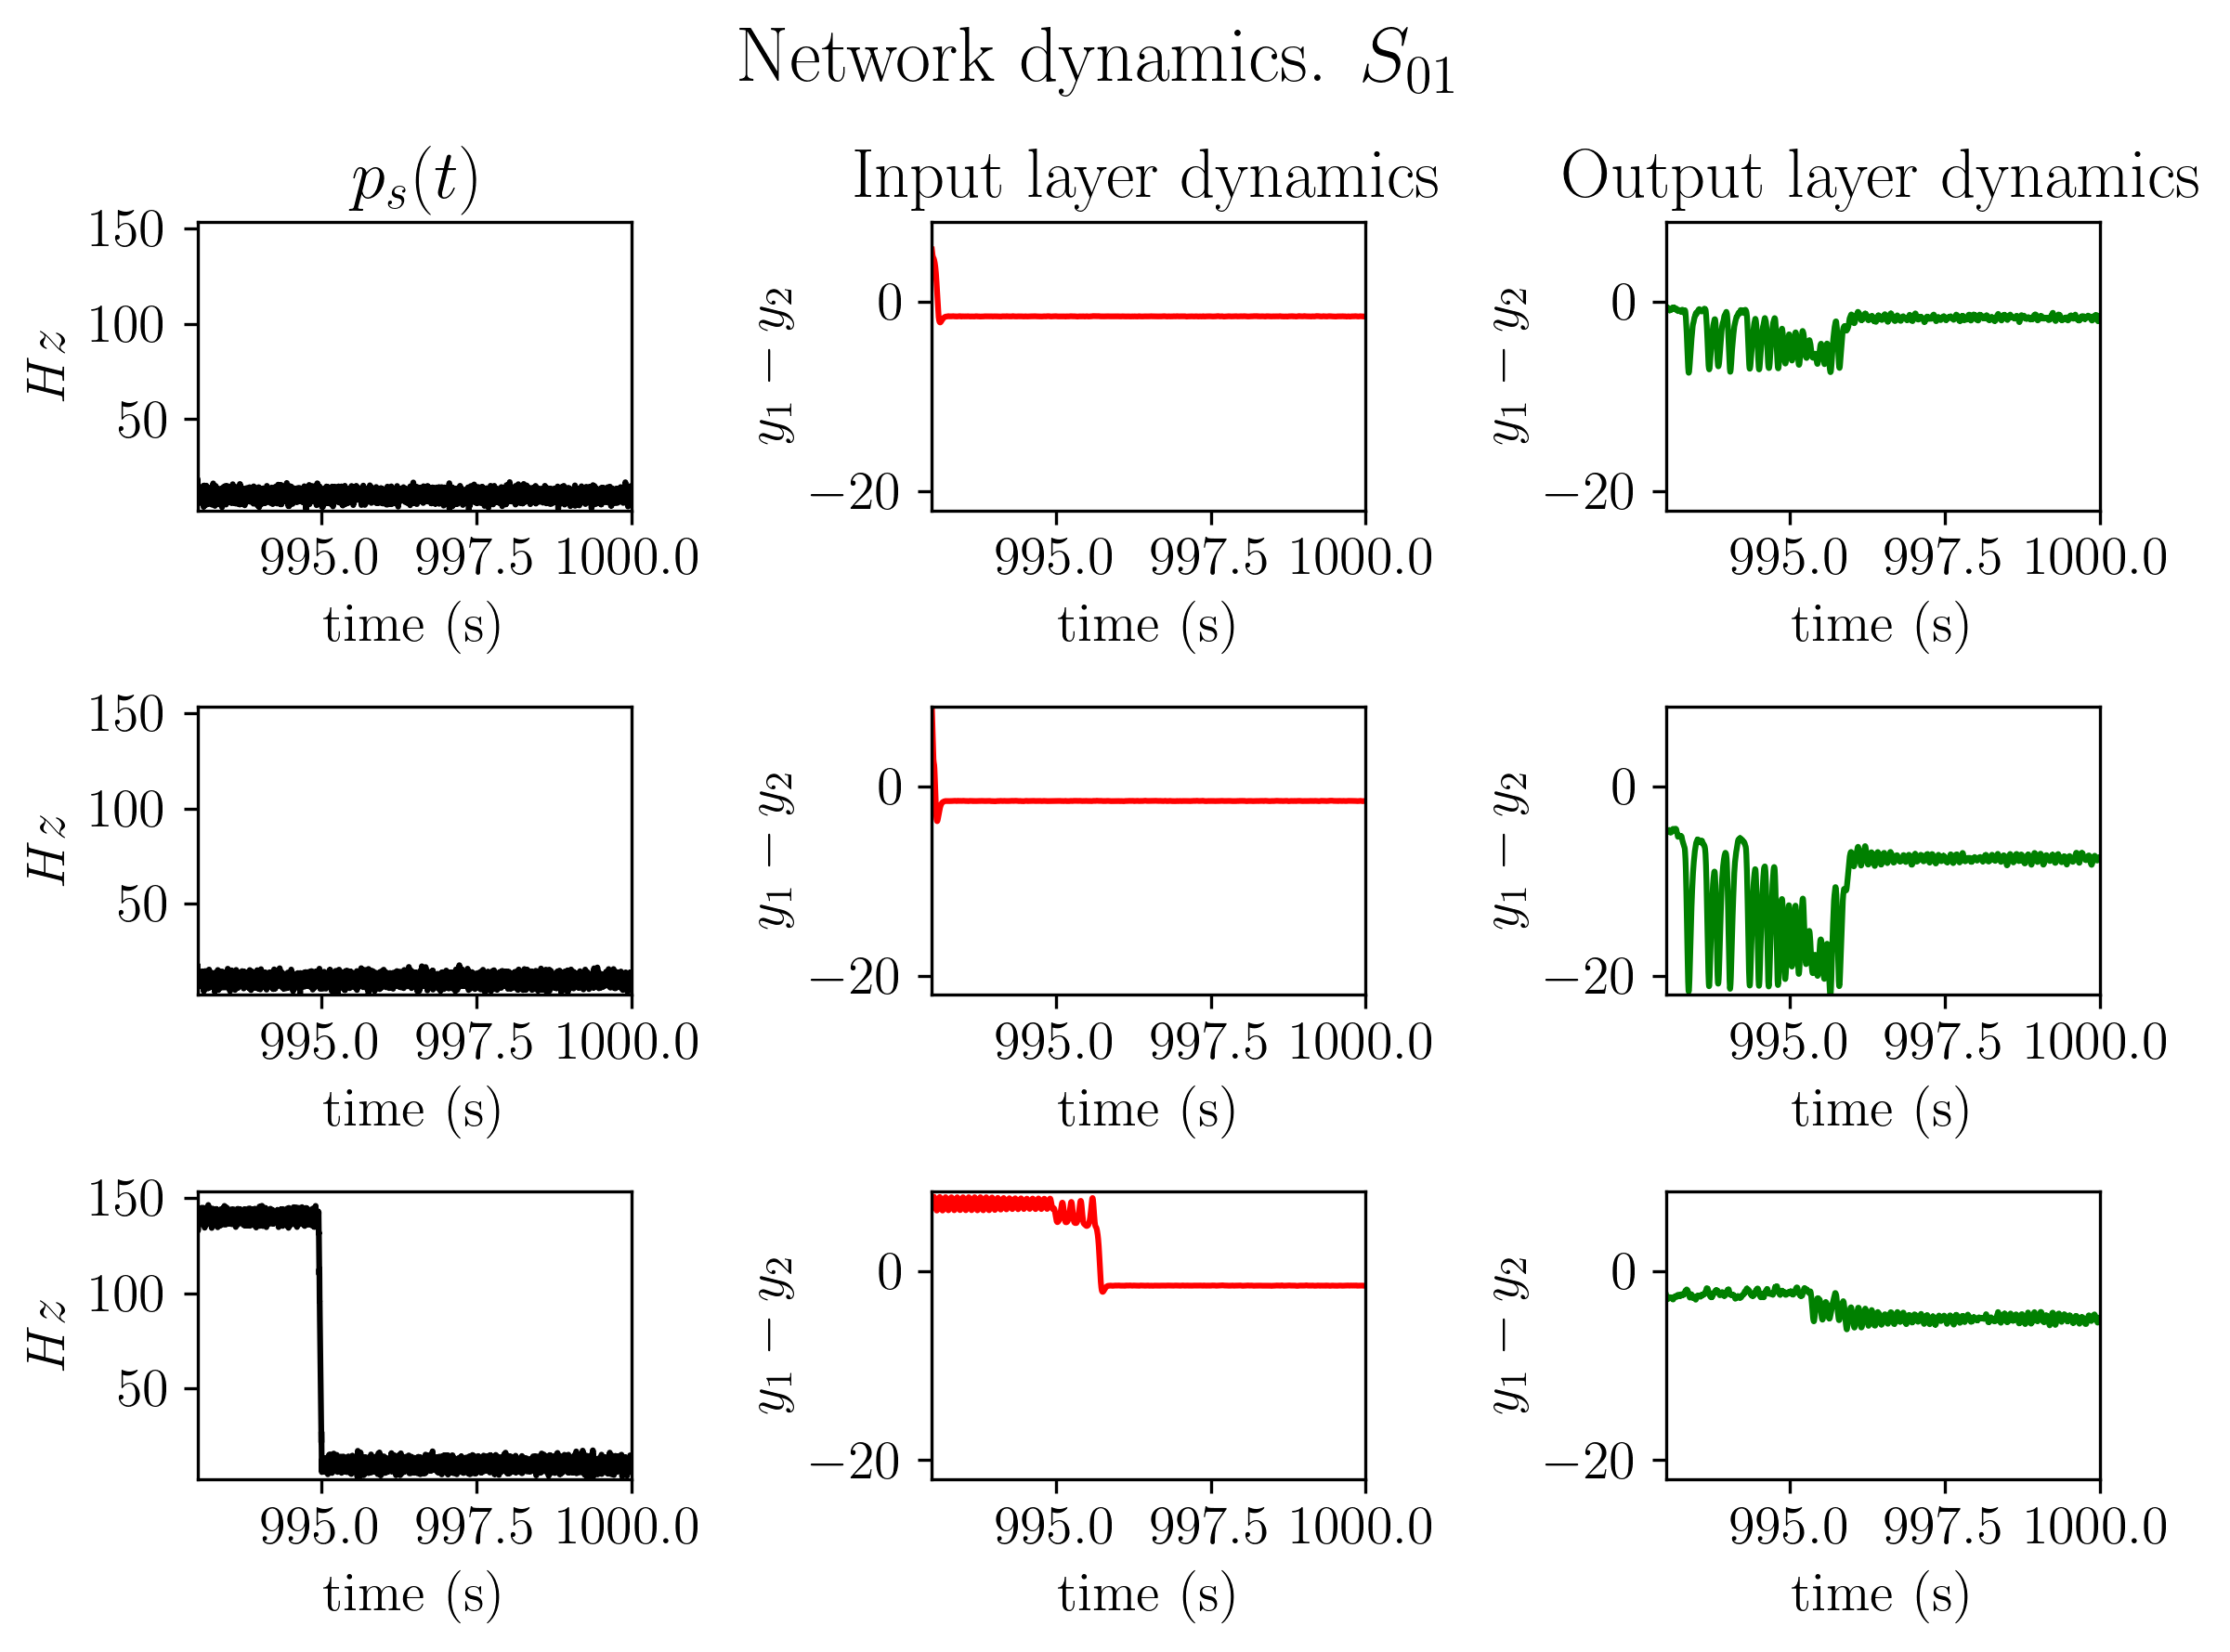 Network dynamics. S₀₁
pₛ(t)
Input layer dynamics
Output layer dynamics
150
100
50
Hz
995.0 997.5 1000.0
time (s)
0
−20
y₁ − y₂
995.0 997.5 1000.0
time (s)
0
−20
y₁ − y₂
995.0 997.5 1000.0
time (s)
150
100
50
Hz
995.0 997.5 1000.0
time (s)
0
−20
y₁ − y₂
995.0 997.5 1000.0
time (s)
0
−20
y₁ − y₂
995.0 997.5 1000.0
time (s)
150
100
50
Hz
995.0 997.5 1000.0
time (s)
0
−20
y₁ − y₂
995.0 997.5 1000.0
time (s)
0
−20
y₁ − y₂
995.0 997.5 1000.0
time (s)